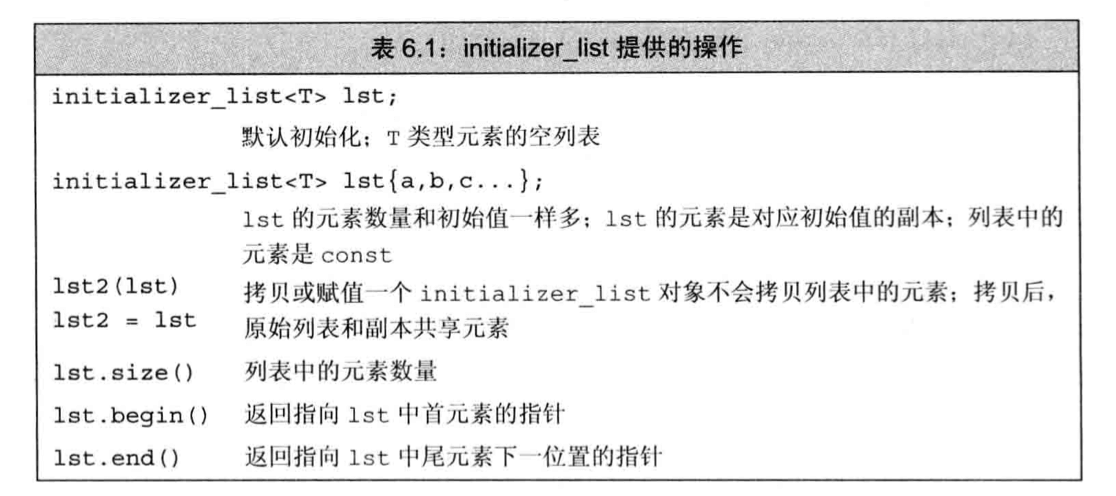 表 6.1：initializer_list 提供的操作
initializer_list<T> lst;
默认初始化；T 类型元素的空列表
initializer_list<T> lst{a,b,c...};
lst 的元素数量和初始值一样多；lst 的元素是对应初始值的副本；列表中的
元素是 const
lst2(lst)
lst2 = lst
拷贝或赋值一个 initializer_list 对象不会拷贝列表中的元素；拷贝后，
原始列表和副本共享元素
lst.size() 列表中的元素数量
lst.begin() 返回指向 lst 中首元素的指针
lst.end() 返回指向 lst 中尾元素下一位置的指针